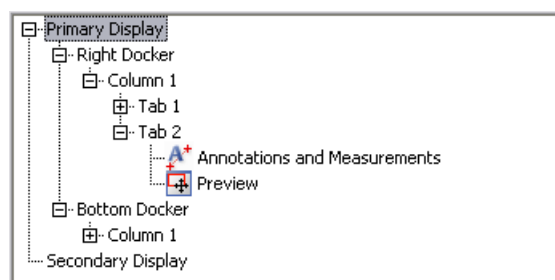 Primary Display
Right Docker
Column 1
Tab 1
Tab 2
Annotations and Measurements
Preview
Bottom Docker
Column 1
Secondary Display